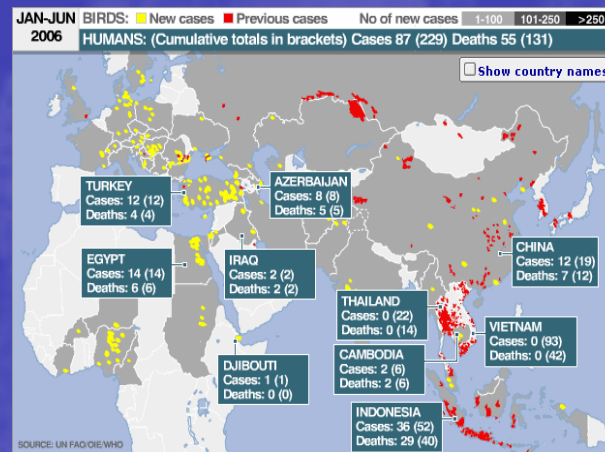 JAN-JUN 2006
BIRDS: New cases Previous cases No of new cases 1-100 101-250 >250
HUMANS: (Cumulative totals in brackets) Cases 87 (229) Deaths 55 (131)
Show country names
TURKEY
Cases: 12 (12)
Deaths: 4 (4)
AZERBAIJAN
Cases: 8 (8)
Deaths: 5 (5)
EGYPT
Cases: 14 (14)
Deaths: 6 (6)
IRAQ
Cases: 2 (2)
Deaths: 2 (2)
CHINA
Cases: 12 (19)
Deaths: 7 (12)
THAILAND
Cases: 0 (22)
Deaths: 0 (14)
VIETNAM
Cases: 0 (93)
Deaths: 0 (42)
CAMBODIA
Cases: 2 (6)
Deaths: 2 (6)
DJIBOUTI
Cases: 1 (1)
Deaths: 0 (0)
INDONESIA
Cases: 36 (52)
Deaths: 29 (40)
SOURCE: UN FAO/OIE/WHO